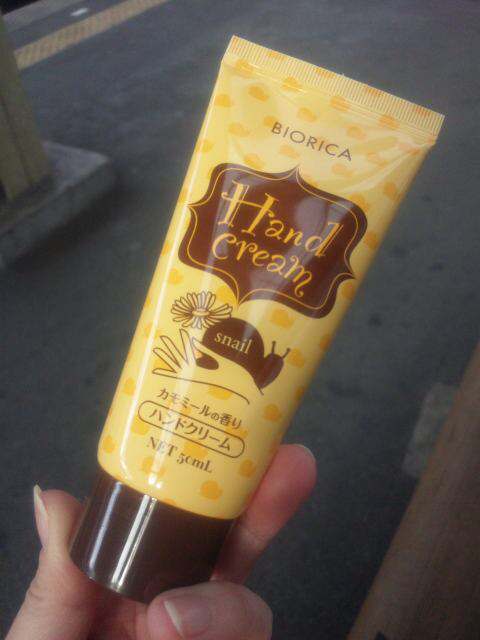 BIORICA
Hand
cream
snail
カモミールの香り
ハンドクリーム
NET 50mL